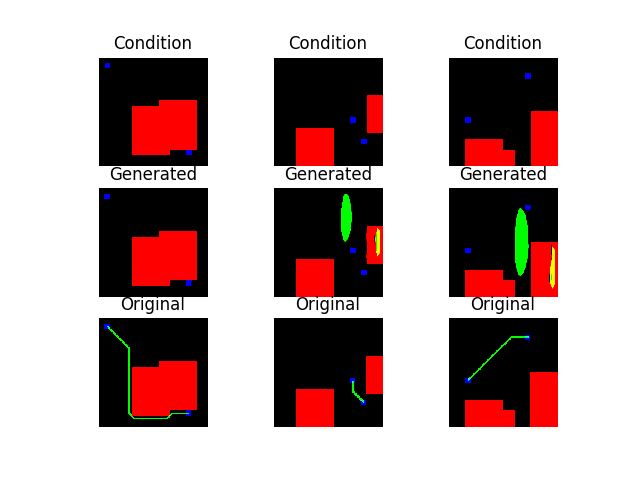 Condition
Condition
Condition
Generated
Generated
Generated
Original
Original
Original